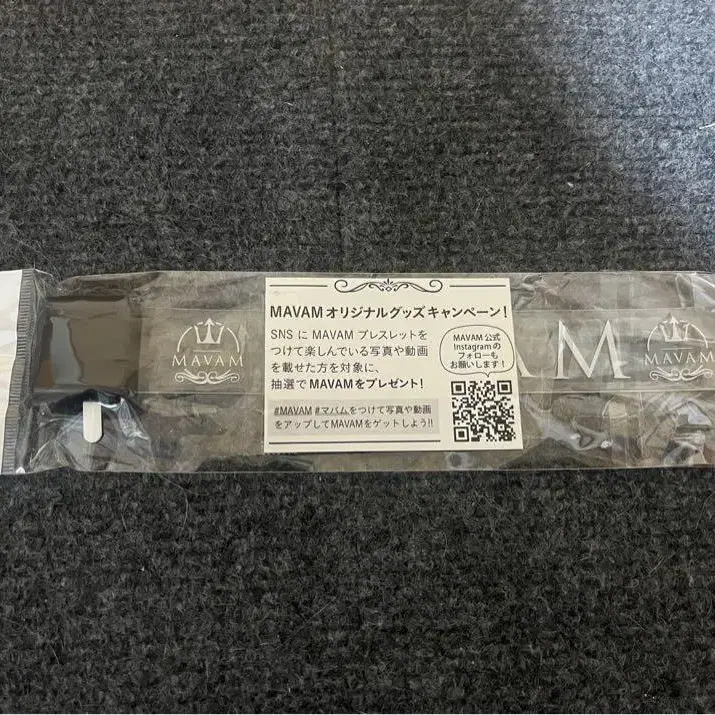 MAVAM オリジナルグッズキャンペーン!
SNS に MAVAM ブレスレットを
つけて楽しんでいる写真や動画
を載せた方を対象に、
抽選で MAVAMをプレゼント!
MAVAM 公式
Instagramの
フォローも
お願いします!
#MAVAM #マバムをつけて写真や動画
をアップしてMAVAMをゲットしよう!!
MAVAM
AM
MAVAM